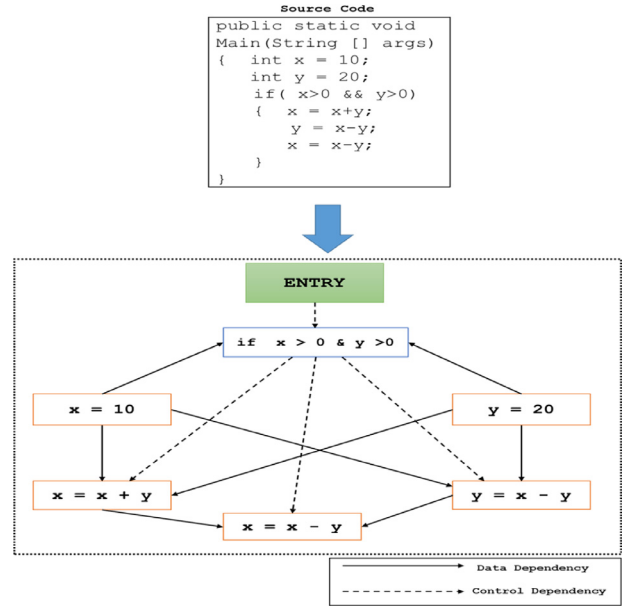 Source Code
public static void
Main(String [] args)
{ int x = 10;
int y = 20;
if( x>0 && y>0)
{ x = x+y;
y = x-y;
x = x-y;
}
}
ENTRY
if x > 0 & y >0
x = 10
y = 20
x = x + y
y = x - y
x = x - y
Data Dependency
Control Dependency